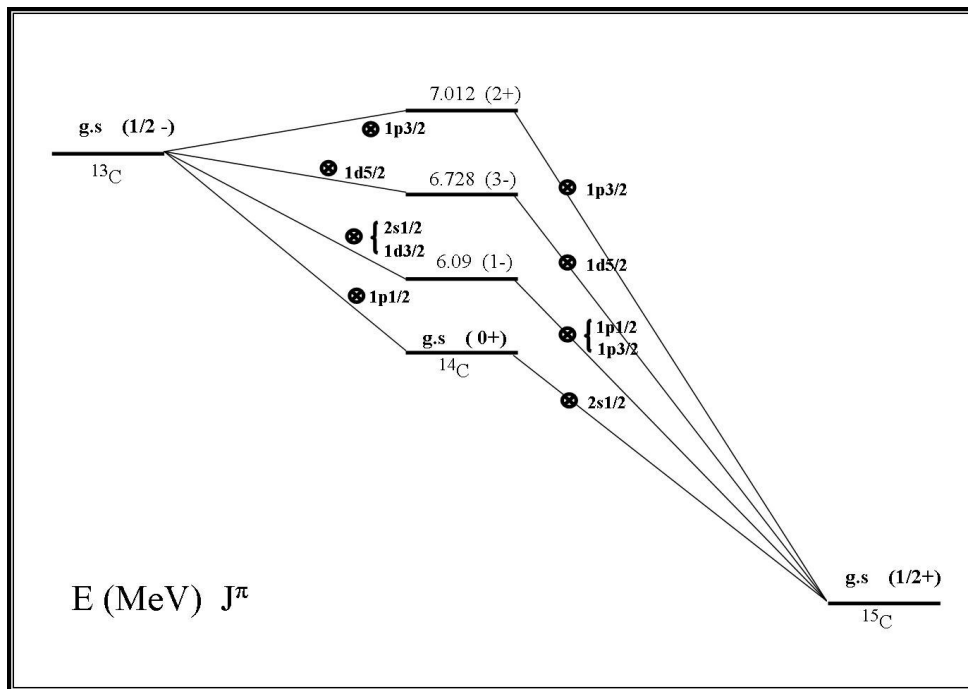 7.012 (2+)
g.s (1/2 -)
1p3/2
13C
1d5/2
6.728 (3-)
1p3/2
2s1/2
1d3/2
6.09 (1-)
1d5/2
1p1/2
1p1/2
1p3/2
g.s ( 0+)
14C
2s1/2
g.s (1/2+)
E (MeV) Jπ
15C